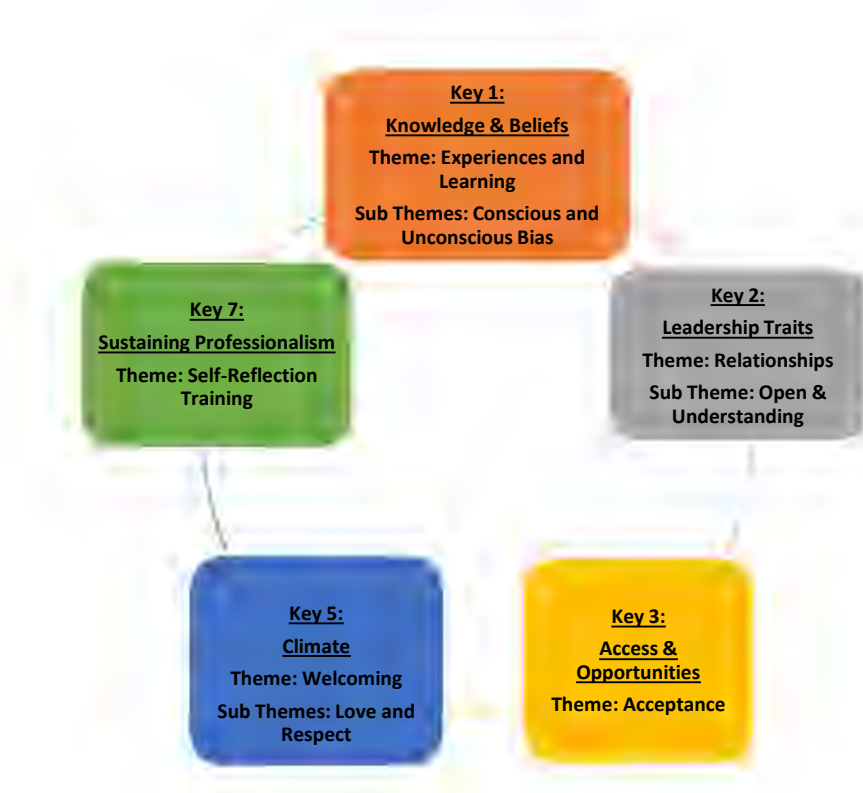 Key 1:
Knowledge & Beliefs
Theme: Experiences and
Learning
Sub Themes: Conscious and
Unconscious Bias
Key 2:
Leadership Traits
Theme: Relationships
Sub Theme: Open &
Understanding
Key 3:
Access &
Opportunities
Theme: Acceptance
Key 5:
Climate
Theme: Welcoming
Sub Themes: Love and
Respect
Key 7:
Sustaining Professionalism
Theme: Self-Reflection
Training